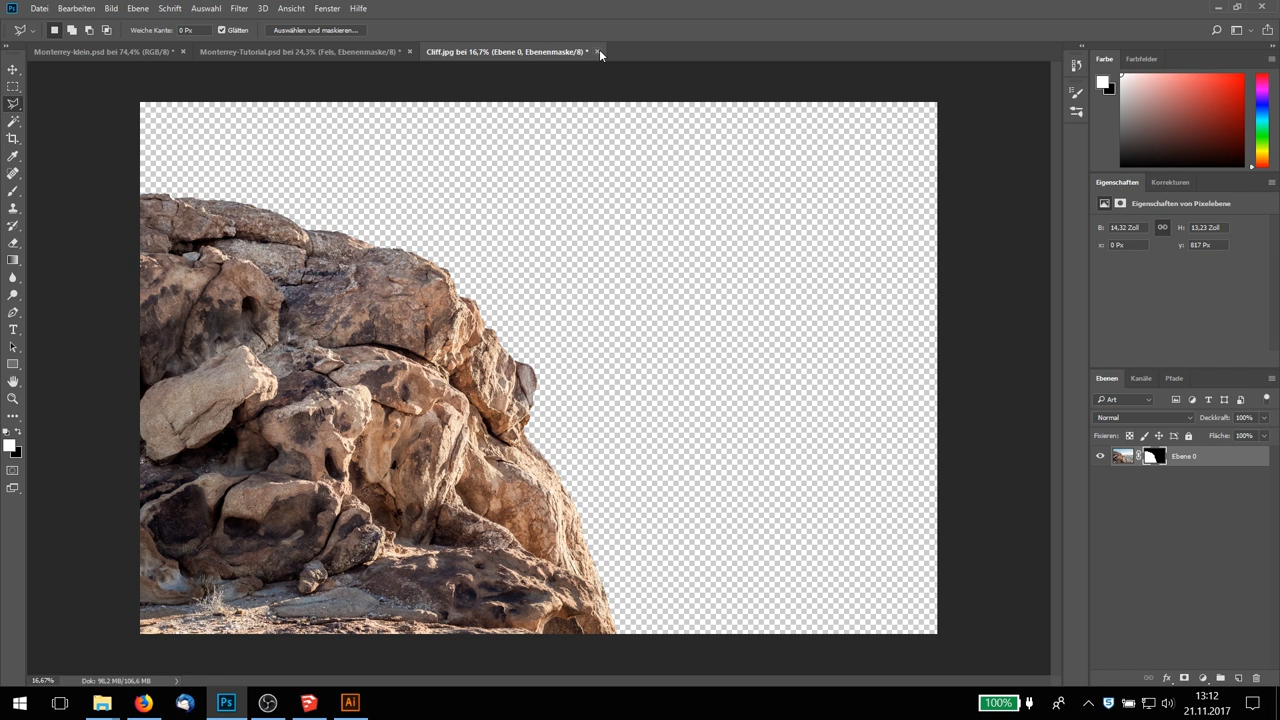 Ps Datei Bearbeiten Bild Ebene Schrift Auswahl Filter 3D Ansicht Fenster Hilfe
Weiche Kante: 0 Px Glätten Auswählen und maskieren...
Monterrey-klein.psd bei 74,4% (RGB/8) * × Monterrey-Tutorial.psd bei 24,3% (Fels, Ebenenmaske/8) * × Cliff.jpg bei 16,7% (Ebene 0, Ebenenmaske/8) * ×
Farbe Farbfelder
Eigenschaften Korrekturen
Eigenschaften von Pixelebene
B: 14,32 Zoll H: 13,23 Zoll
x: 0 Px y: 817 Px
Ebenen Kanäle Pfade
Art
Normal Deckkraft: 100%
Fixieren: Fläche: 100%
Ebene 0
16,67% Dok: 98,2 MB/106,6 MB
Ps Ai 100% 13:12
21.11.2017